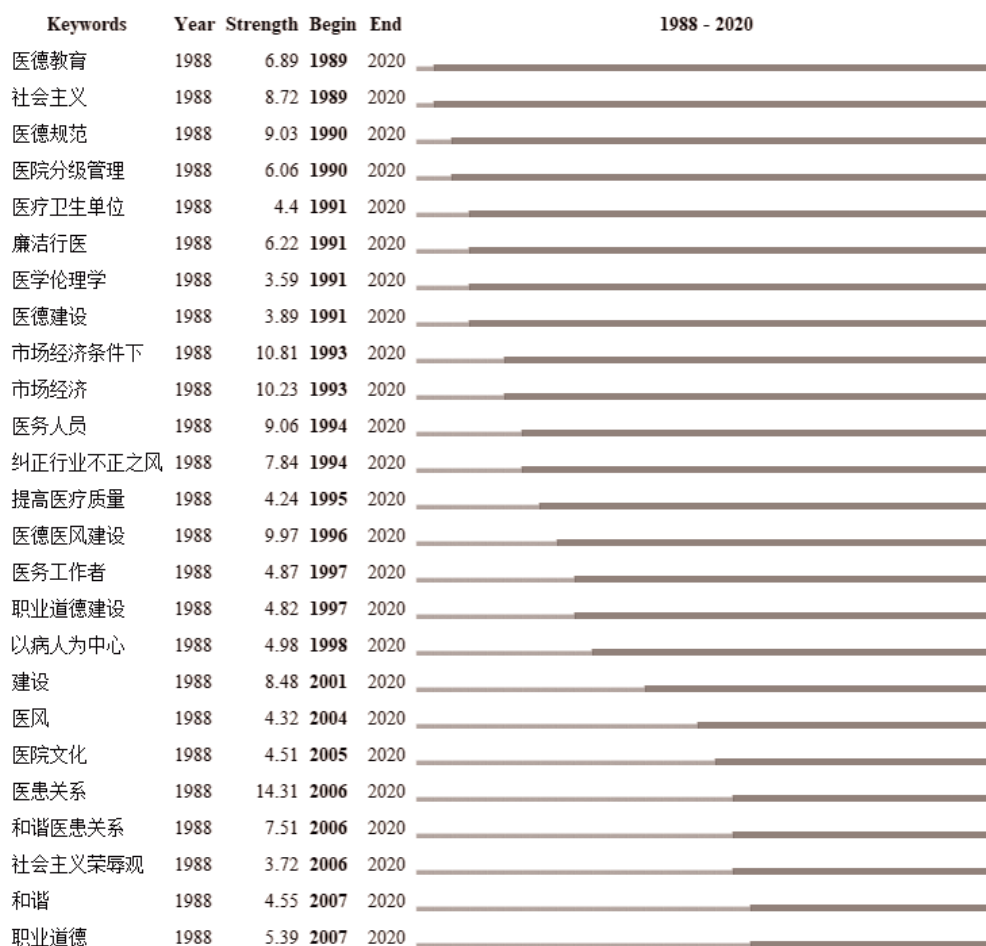 Keywords Year Strength Begin End 1988 - 2020
医德教育 1988 6.89 1989 2020
社会主义 1988 8.72 1989 2020
医德规范 1988 9.03 1990 2020
医院分级管理 1988 6.06 1990 2020
医疗卫生单位 1988 4.4 1991 2020
廉洁行医 1988 6.22 1991 2020
医学伦理学 1988 3.59 1991 2020
医德建设 1988 3.89 1991 2020
市场经济条件下 1988 10.81 1993 2020
市场经济 1988 10.23 1993 2020
医务人员 1988 9.06 1994 2020
纠正行业不正之风 1988 7.84 1994 2020
提高医疗质量 1988 4.24 1995 2020
医德医风建设 1988 9.97 1996 2020
医务工作者 1988 4.87 1997 2020
职业道德建设 1988 4.82 1997 2020
以病人为中心 1988 4.98 1998 2020
建设 1988 8.48 2001 2020
医风 1988 4.32 2004 2020
医院文化 1988 4.51 2005 2020
医患关系 1988 14.31 2006 2020
和谐医患关系 1988 7.51 2006 2020
社会主义荣辱观 1988 3.72 2006 2020
和谐 1988 4.55 2007 2020
职业道德 1988 5.39 2007 2020